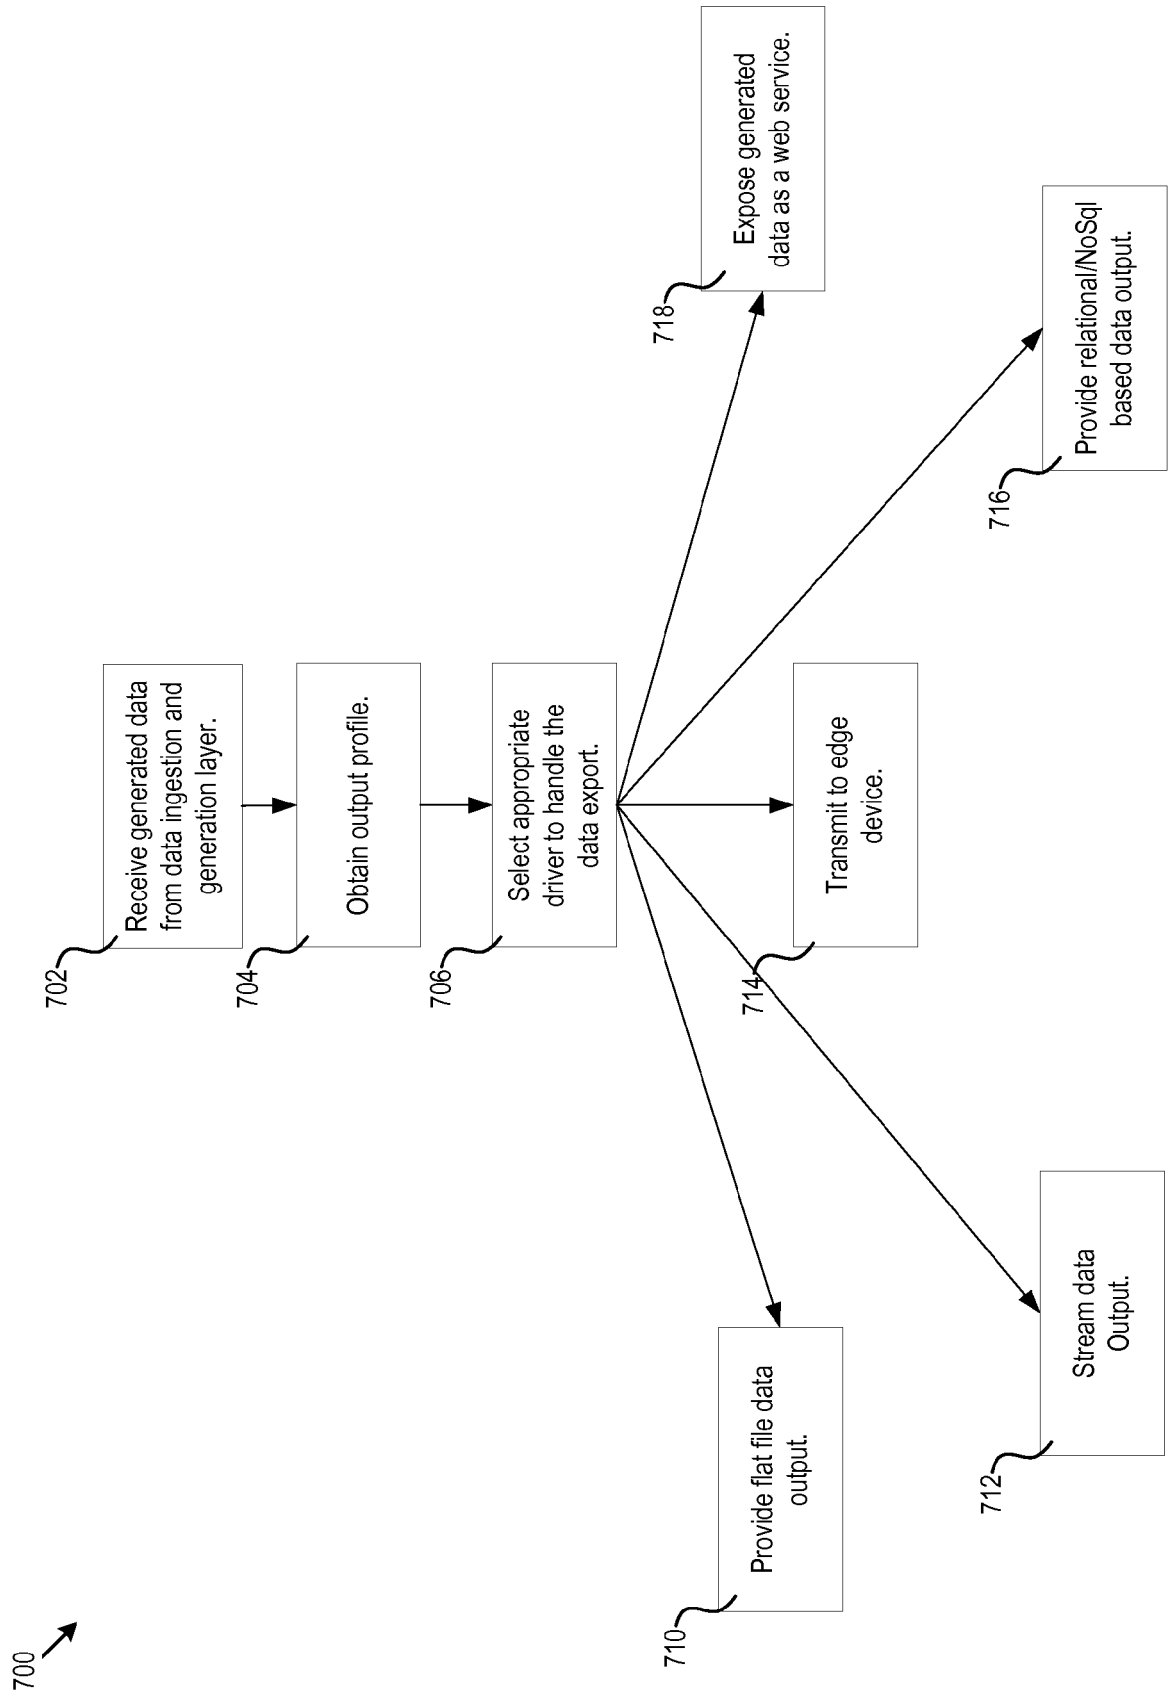 700
702
Receive generated data
from data ingestion and
generation layer.
704
Obtain output profile.
706
Select appropriate
driver to handle the
data export.
710
Provide flat file data
output.
712
Stream data
Output.
714
Transmit to edge
device.
716
Provide relational/NoSql
based data output.
718
Expose generated
data as a web service.